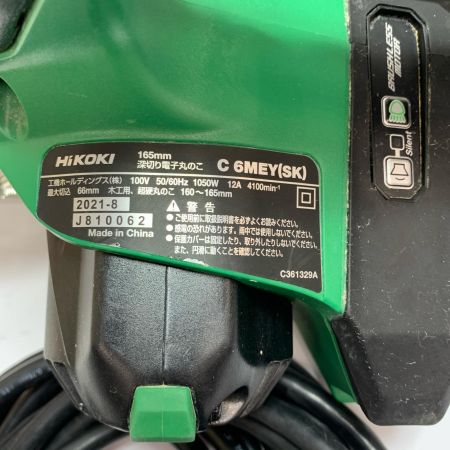 HiKOKI 165mm 深切り電子丸のこ C 6MEY(SK)
工機ホールディングス(株) 100V 50/60Hz 1050W 12A 4100min⁻¹
最大切込 66mm 木工用、超硬丸のこ 160～165mm
2021-8
J810062
Made in China
⚠ 警告
●ご使用前に取扱説明書を必ずよくお読みください。
●感電の恐れがあります。雨中では使用しないでください。
●保護カバーは固定したり、取り外したりしないでください。
また、円滑に動くことを確認してください。
C361329A
BRUSHLESS
MOTOR
Silent